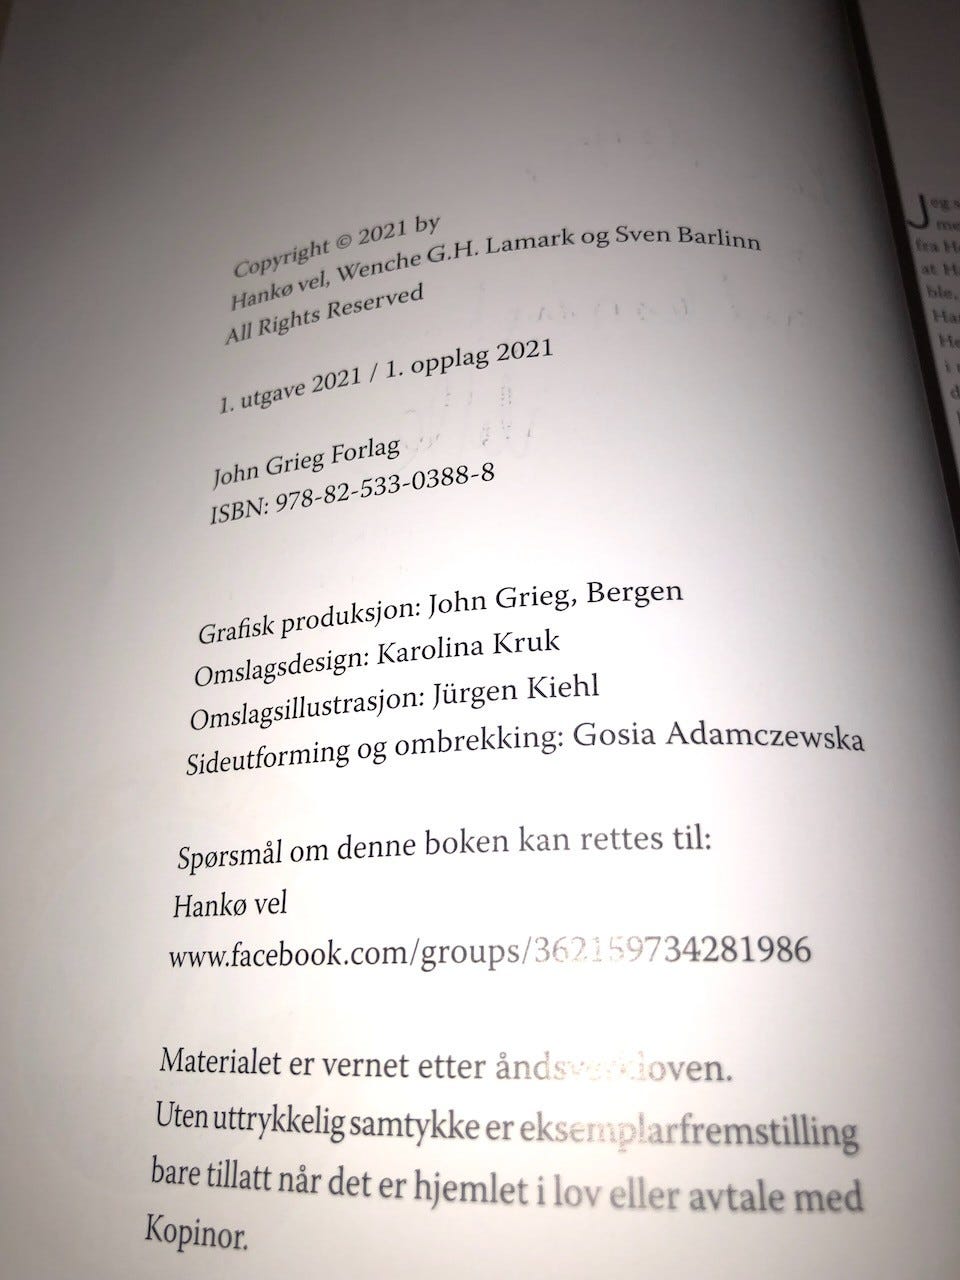 Copyright © 2021 by
Hankø vel, Wenche G.H. Lamark og Sven Barlinn
All Rights Reserved
1. utgave 2021 / 1. opplag 2021
John Grieg Forlag
ISBN: 978-82-533-0388-8
Grafisk produksjon: John Grieg, Bergen
Omslagsdesign: Karolina Kruk
Omslagsillustrasjon: Jürgen Kiehl
Sideutforming og ombrekking: Gosia Adamczewska
Spørsmål om denne boken kan rettes til:
Hankø vel
www.facebook.com/groups/362159734281986
Materialet er vernet etter åndsverkloven.
Uten uttrykkelig samtykke er eksemplarfremstilling
bare tillatt når det er hjemlet i lov eller avtale med
Kopinor.
Jeg
fra
at